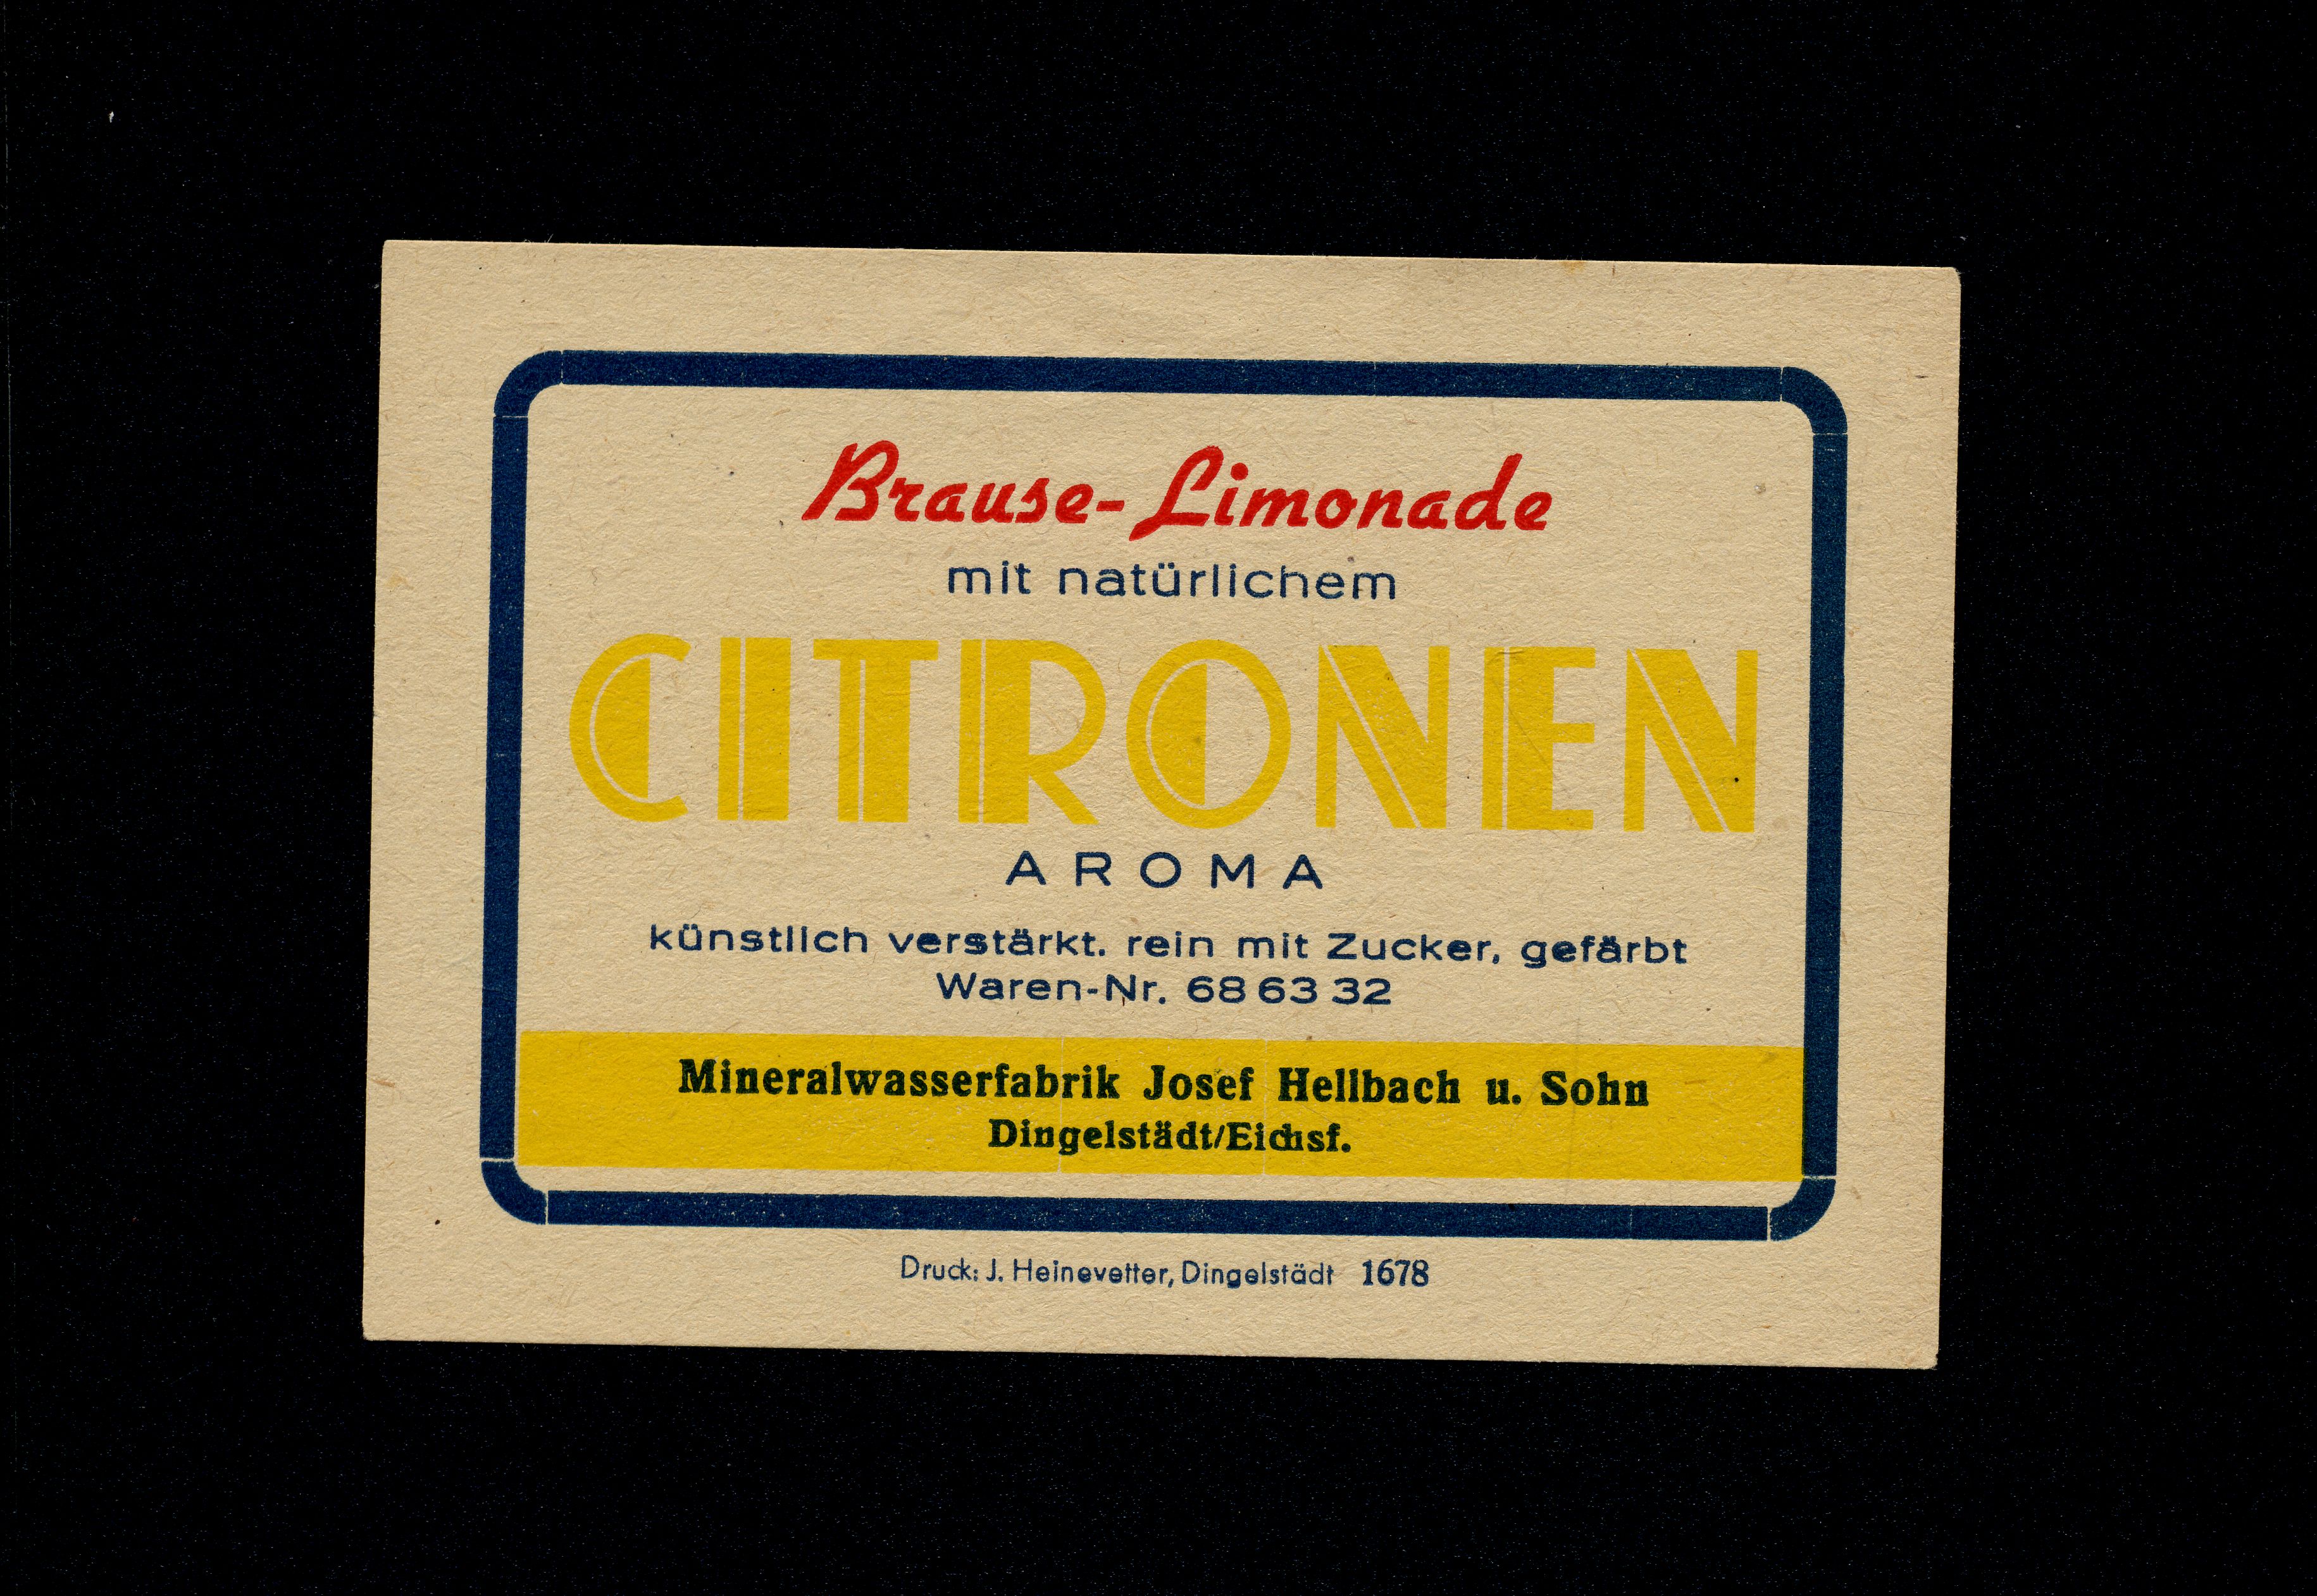 Brause-Limonade
mit natürlichem
CITRONEN
AROMA
künstlich verstärkt. rein mit Zucker, gefärbt
Waren-Nr. 68 63 32
Mineralwasserfabrik Josef Hellbach u. Sohn
Dingelstädt/Eichsf.
Druck: J. Heinevetter, Dingelstädt 1678